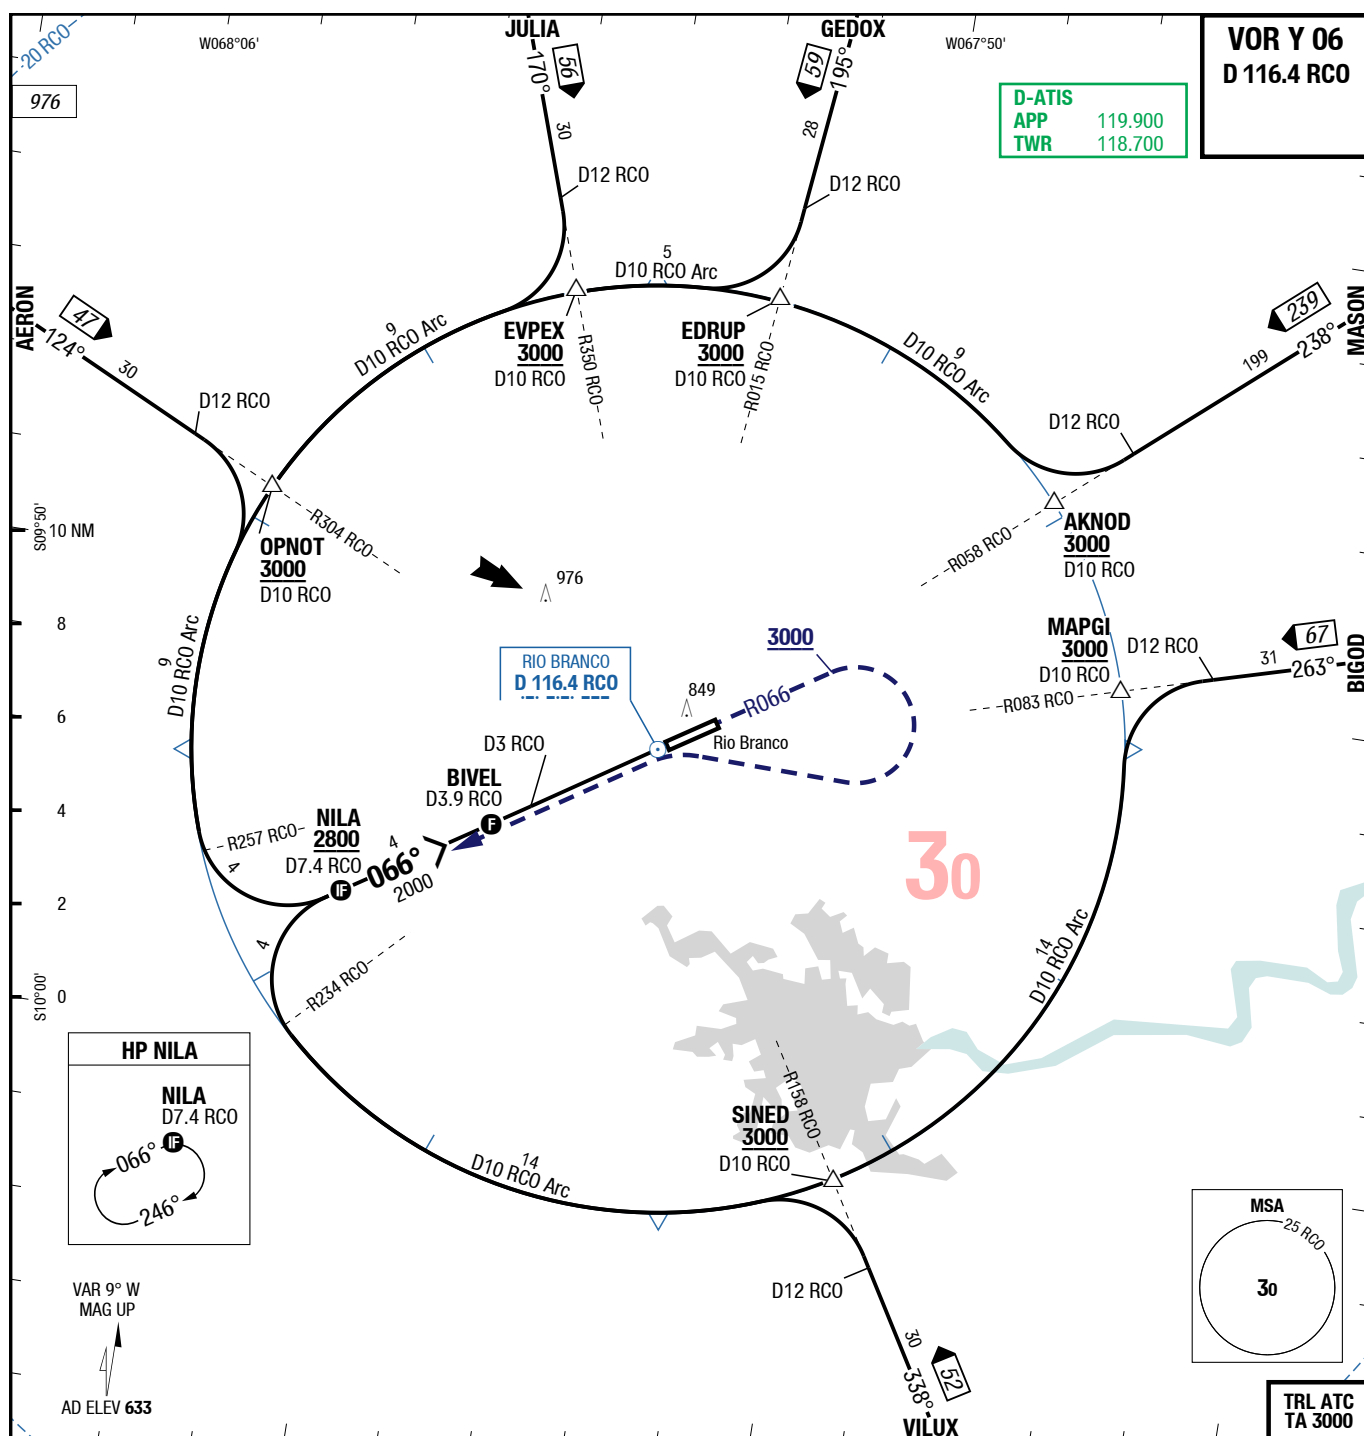 20 RCO
W068°06'
JULIA
GEDOX
W067°50'
VOR Y 06
D 116.4 RCO
976
170°
56
59
195°
D-ATIS
APP 119.900
TWR 118.700
30
28
D12 RCO
D12 RCO
AERON
47
124°
30
D12 RCO
5
D10 RCO Arc
9
D10 RCO Arc
9
D10 RCO Arc
239
238°
MASON
199
D12 RCO
EVPEX
3000
D10 RCO
R350 RCO
EDRUP
3000
D10 RCO
R015 RCO
S09°50'
10 NM
OPNOT
3000
D10 RCO
R304 RCO
R058 RCO
AKNOD
3000
D10 RCO
976
8
9
D10 RCO Arc
RIO BRANCO
D 116.4 RCO
3000
MAPGI
3000
D10 RCO
D12 RCO
67
31
263°
BIGOD
R083 RCO
849
R066
6
D3 RCO
Rio Branco
BIVEL
D3.9 RCO
F
4
R257 RCO
NILA
2800
D7.4 RCO
IF
4
066°
2000
4
30
2
4
14
D10 RCO Arc
R234 RCO
S10°00'
0
HP NILA
NILA
D7.4 RCO
IF
066°
246°
R158 RCO
SINED
3000
D10 RCO
14
D10 RCO Arc
MSA
25 RCO
30
D12 RCO
VAR 9° W
MAG UP
AD ELEV 633
30
52
338°
VILUX
TRL ATC
TA 3000